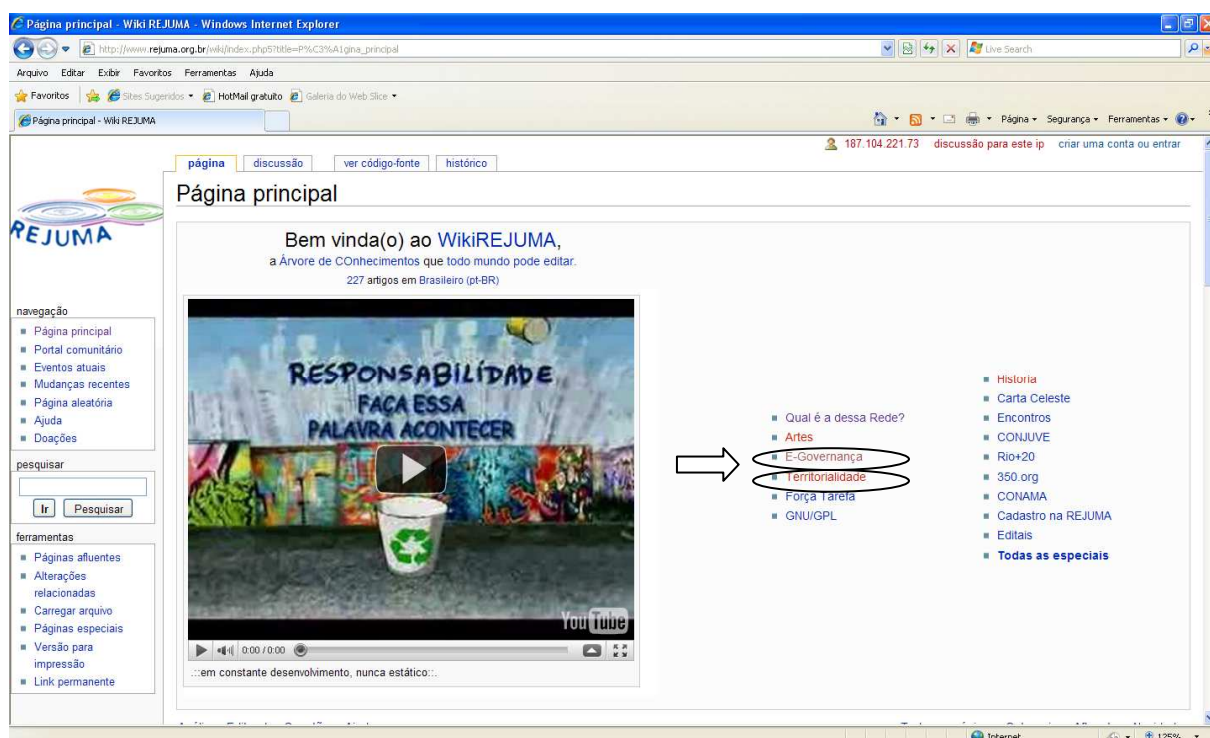 Página principal - Wiki REJUMA - Windows Internet Explorer
http://www.rejuma.org.br/wiki/index.php5?title=P%C3%A1gina_principal
Live Search
Arquivo Editar Exibir Favoritos Ferramentas Ajuda
Favoritos Sites Sugeridos HotMail gratuito Galeria do Web Slice
Página principal - Wiki REJUMA
Página Segurança Ferramentas
187.104.221.73 discussão para este ip criar uma conta ou entrar
página discussão ver código-fonte histórico
REJUMA
Página principal
Bem vinda(o) ao WikiREJUMA,
a Árvore de COnhecimentos que todo mundo pode editar.
227 artigos em Brasileiro (pt-BR)
navegação
Página principal
Portal comunitário
Eventos atuais
Mudanças recentes
Página aleatória
Ajuda
Doações
pesquisar
Ir Pesquisar
ferramentas
Páginas afluentes
Alterações
relacionadas
Carregar arquivo
Páginas especiais
Versão para
impressão
Link permanente
RESPONSABILIDADE
FAÇA ESSA
PALAVRA ACONTECER
YouTube
0:00 / 0:00
.::em constante desenvolvimento, nunca estático::.
Qual é a dessa Rede?
Artes
E-Governança
Territorialidade
Força Tarefa
GNU/GPL
Historia
Carta Celeste
Encontros
CONJUVE
Rio+20
350.org
CONAMA
Cadastro na REJUMA
Editais
Todas as especiais
Internet
125%